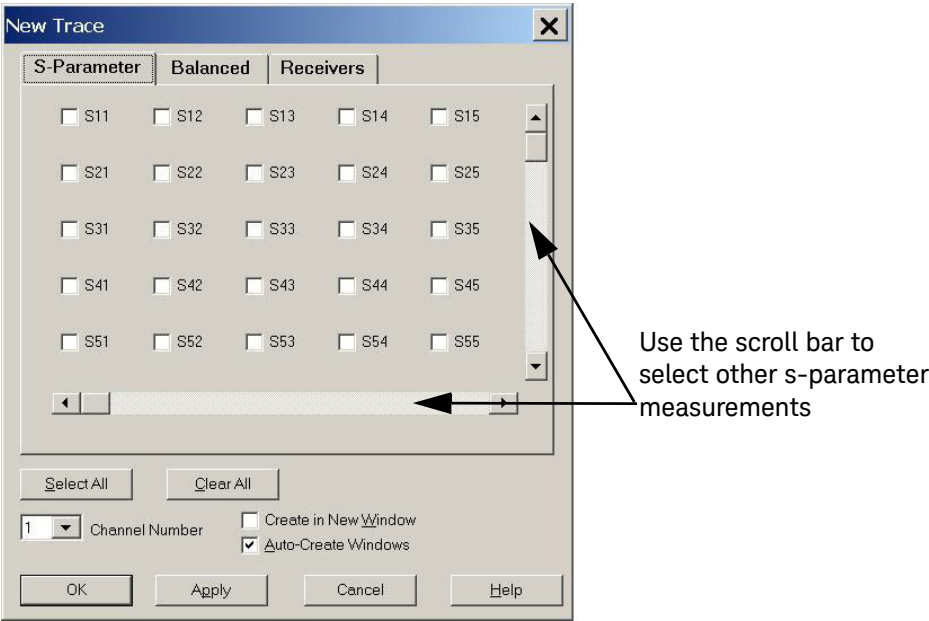 New Trace
S-Parameter Balanced Receivers
S11 S12 S13 S14 S15
S21 S22 S23 S24 S25
S31 S32 S33 S34 S35
S41 S42 S43 S44 S45
S51 S52 S53 S54 S55
Use the scroll bar to
select other s-parameter
measurements
Select All Clear All
1 Channel Number
Create in New Window
Auto-Create Windows
OK Apply Cancel Help